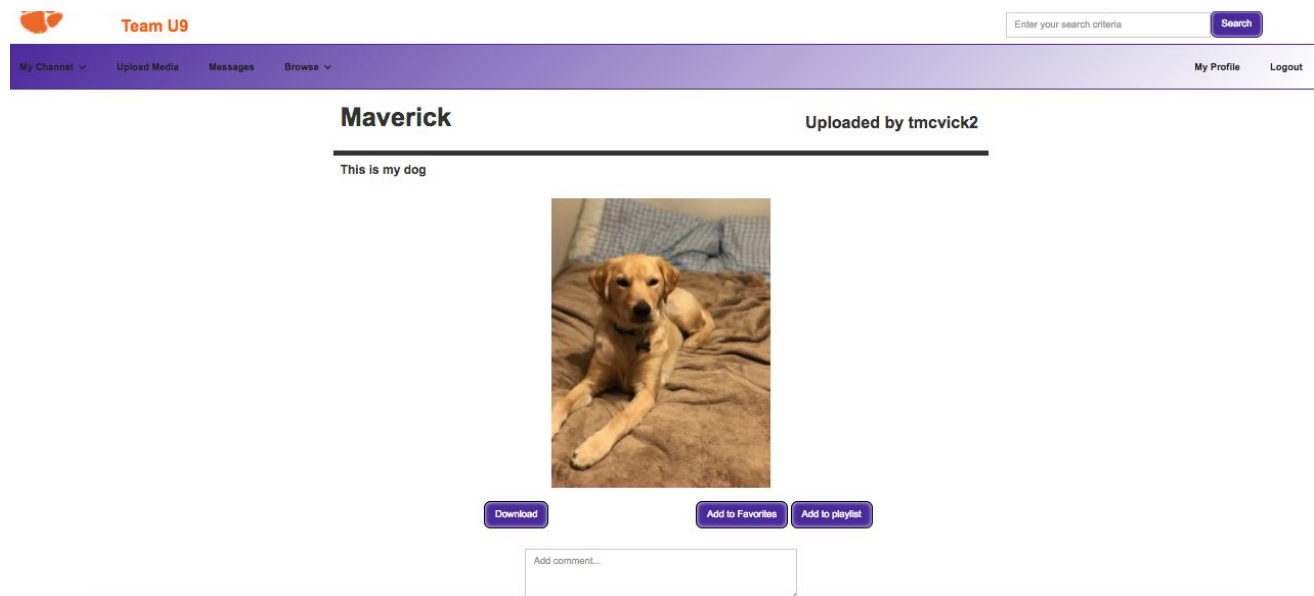 Team U9
Enter your search criteria
Search
My Channel
Upload Media
Messages
Browse
My Profile
Logout
Maverick
Uploaded by tmcvick2
This is my dog
Download
Add to Favorites
Add to playlist
Add comment...